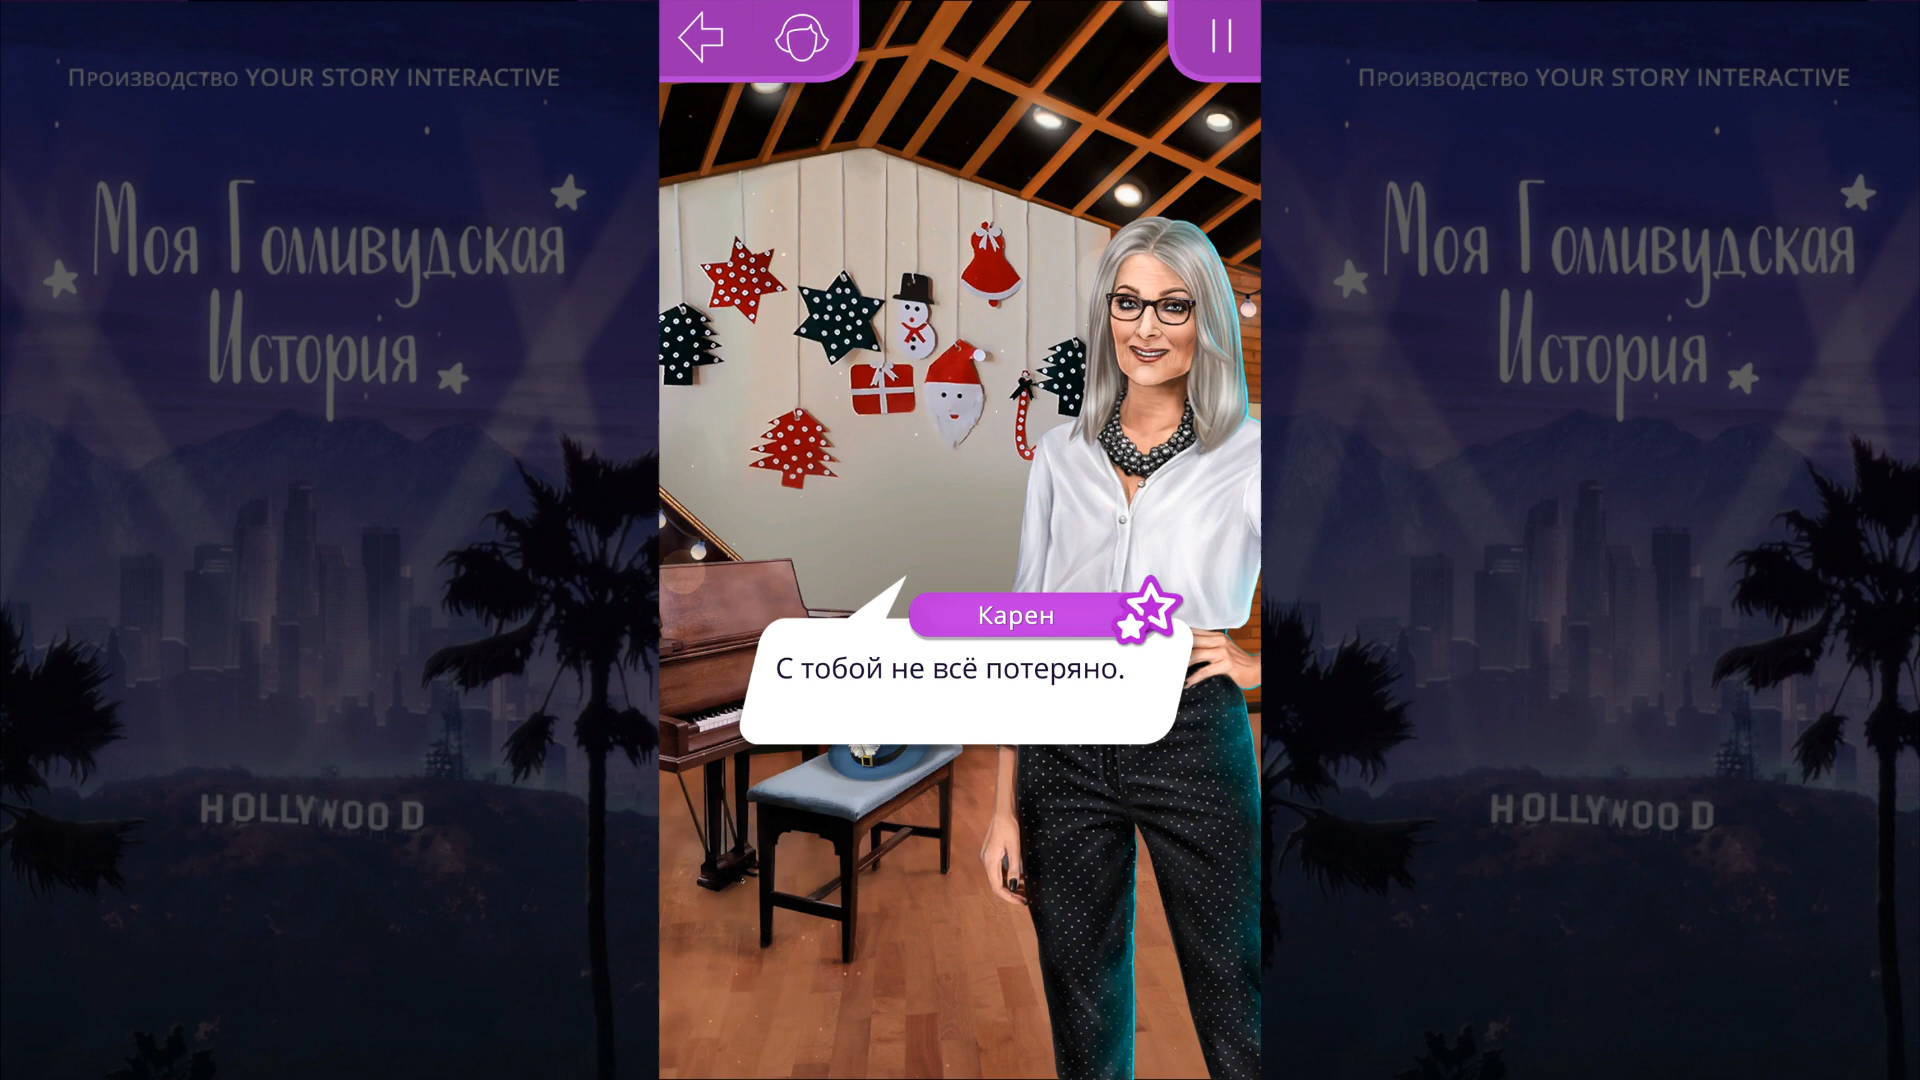 Производство YOUR STORY INTERACTIVE
Моя Голливудская
История
HOLLYWOOD
Карен
С тобой не всё потеряно.
Производство YOUR STORY INTERACTIVE
Моя Голливудская
История
HOLLYWOOD